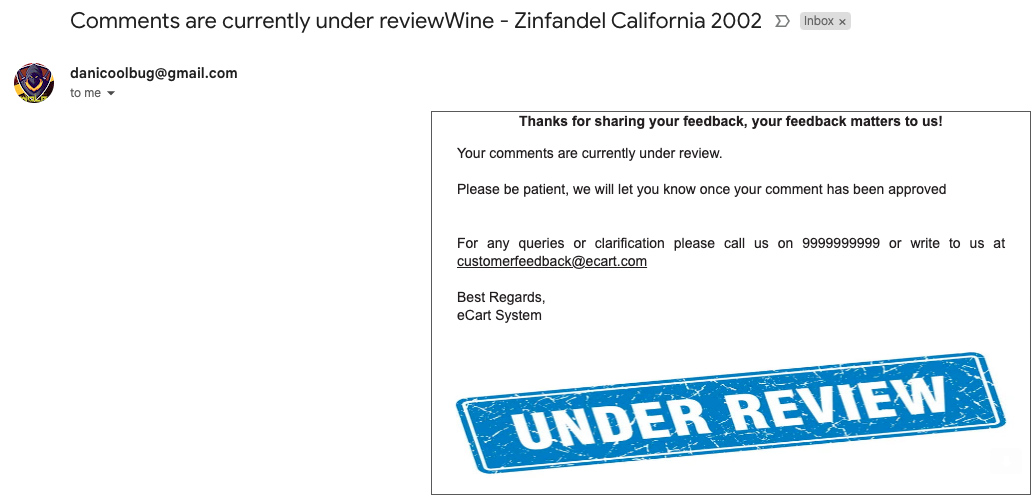 Comments are currently under reviewWine - Zinfandel California 2002
Inbox ×
danicoolbug@gmail.com
to me
Thanks for sharing your feedback, your feedback matters to us!
Your comments are currently under review.
Please be patient, we will let you know once your comment has been approved
For any queries or clarification please call us on 9999999999 or write to us at
customerfeedback@ecart.com
Best Regards,
eCart System
UNDER REVIEW